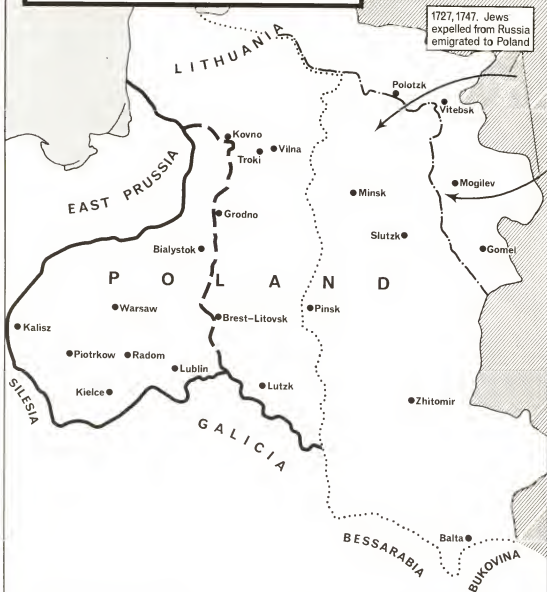 1727, 1747. Jews
expelled from Russia
emigrated to Poland
LITHUANIA
Polotzk
Vitebsk
Kovno
Troki
Vilna
EAST PRUSSIA
Mogilev
Minsk
Grodno
Slutzk
Gomel
Bialystok
POLAND
Warsaw
Brest-Litovsk
Pinsk
Kalisz
Piotrkow
Radom
Lublin
Lutzk
SILESIA
Kielce
Zhitomir
GALICIA
Balta
BESSARABIA
BUKOVINA